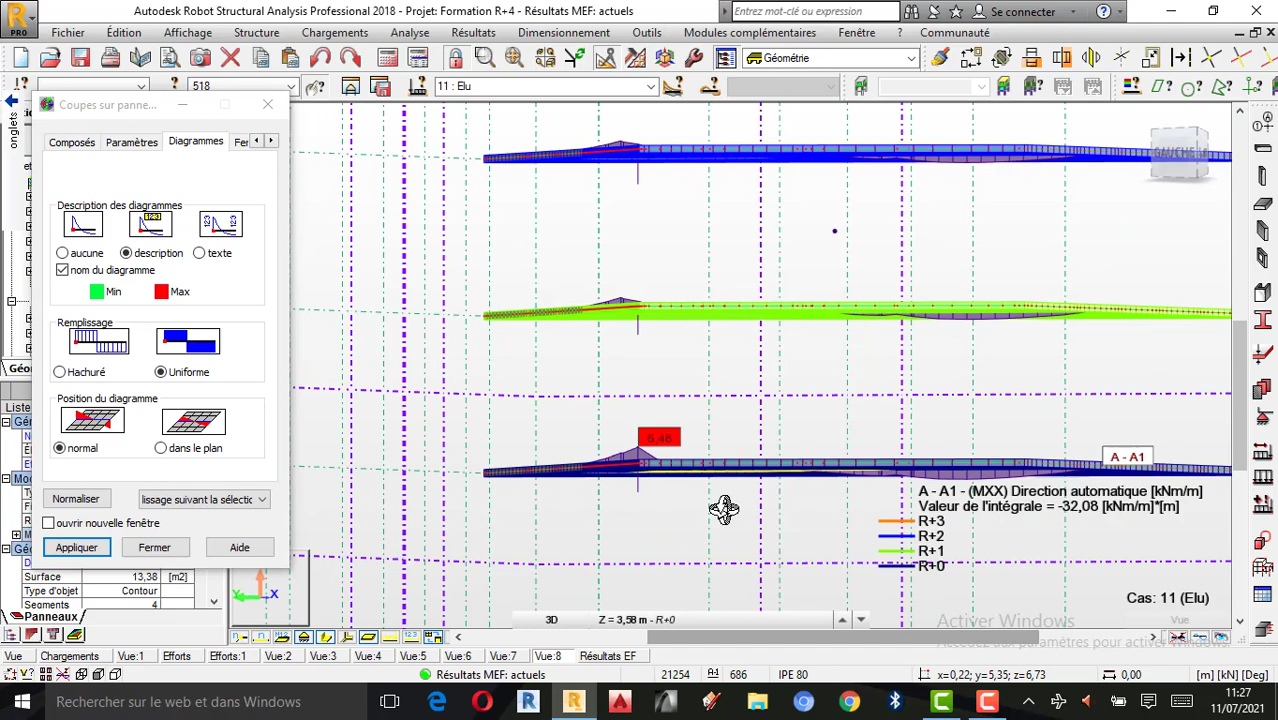 Autodesk Robot Structural Analysis Professional 2018 - Projet: Formation R+4 - Résultats MEF: actuels
Entrez mot-clé ou expression
Se connecter
PRO
Fichier Édition Affichage Structure Chargements Analyse Résultats Dimensionnement Outils Modules complémentaires Fenêtre ? Communauté
Géométrie
518
11 : Elu
onglets
Coupes sur panne...
Composés Paramètres Diagrammes Fer
Description des diagrammes
aucune description texte
nom du diagramme
Min Max
Remplissage
Hachuré Uniforme
Position du diagramme
normal dans le plan
Normaliser lissage suivant la sélectic
ouvrir nouvelle fenêtre
Appliquer Fermer Aide
Surface 13,38 [m2]
Type d'objet Contour
Segments 4
Panneaux
GAUCHE
6,48
A - A1
A - A1 - (MXX) Direction automatique [kNm/m]
Valeur de l'intégrale = -32,08 [kNm/m]*[m]
R+3
R+2
R+1
R+0
Cas: 11 (Elu)
Activer Windows
Vue
3D Z = 3,58 m - R+0
Vue Chargements Vue:1 Efforts Efforts:1 Vue:2 Vue:3 Vue:4 Vue:5 Vue:6 Vue:7 Vue:8 Résultats EF
Résultats MEF: actuels 21254 686 IPE 80 x=0,22; y=5,35; z=6,73 0,00 [m] [kN] [Deg]
Rechercher sur le web et dans Windows
11:27
11/07/2021